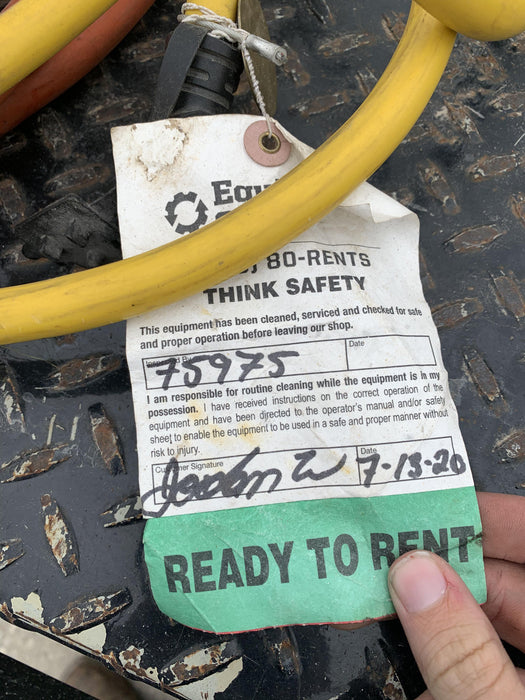 80-RENTS
THINK SAFETY
This equipment has been cleaned, serviced and checked for safe
and proper operation before leaving our shop.
Inspected By Date
75975
I am responsible for routine cleaning while the equipment is in my
possession. I have received instructions on the correct operation of the
equipment and have been directed to the operator's manual and/or safety
sheet to enable the equipment to be used in a safe and proper manner without
risk to injury.
Customer Signature Date
7-13-20
READY TO RENT